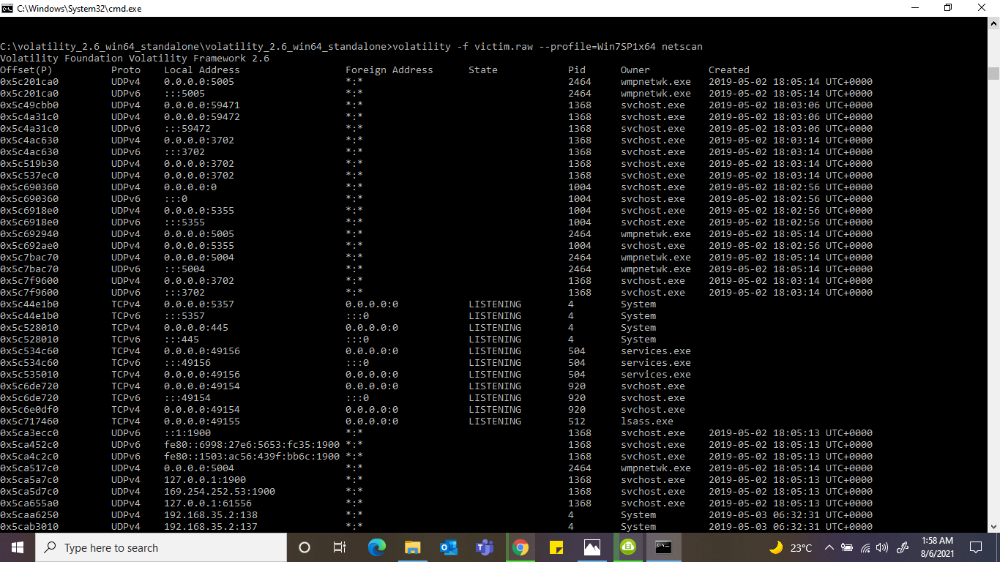 C:\Windows\System32\cmd.exe
C:\volatility_2.6_win64_standalone\volatility_2.6_win64_standalone>volatility -f victim.raw --profile=Win7SP1x64 netscan
Volatility Foundation Volatility Framework 2.6
Offset(P) Proto Local Address Foreign Address State Pid Owner Created
0x5c201ca0 UDPv4 0.0.0.0:5005 *:* 2464 wmpnetwk.exe 2019-05-02 18:05:14 UTC+0000
0x5c201ca0 UDPv6 :::5005 *:* 2464 wmpnetwk.exe 2019-05-02 18:05:14 UTC+0000
0x5c49cbb0 UDPv4 0.0.0.0:59471 *:* 1368 svchost.exe 2019-05-02 18:03:06 UTC+0000
0x5c4a31c0 UDPv4 0.0.0.0:59472 *:* 1368 svchost.exe 2019-05-02 18:03:06 UTC+0000
0x5c4a31c0 UDPv6 :::59472 *:* 1368 svchost.exe 2019-05-02 18:03:06 UTC+0000
0x5c4ac630 UDPv4 0.0.0.0:3702 *:* 1368 svchost.exe 2019-05-02 18:03:14 UTC+0000
0x5c4ac630 UDPv6 :::3702 *:* 1368 svchost.exe 2019-05-02 18:03:14 UTC+0000
0x5c519b30 UDPv4 0.0.0.0:3702 *:* 1368 svchost.exe 2019-05-02 18:03:14 UTC+0000
0x5c537ec0 UDPv4 0.0.0.0:3702 *:* 1368 svchost.exe 2019-05-02 18:03:14 UTC+0000
0x5c690360 UDPv4 0.0.0.0:0 *:* 1004 svchost.exe 2019-05-02 18:02:56 UTC+0000
0x5c690360 UDPv6 :::0 *:* 1004 svchost.exe 2019-05-02 18:02:56 UTC+0000
0x5c6918e0 UDPv4 0.0.0.0:5355 *:* 1004 svchost.exe 2019-05-02 18:02:56 UTC+0000
0x5c6918e0 UDPv6 :::5355 *:* 1004 svchost.exe 2019-05-02 18:02:56 UTC+0000
0x5c692940 UDPv4 0.0.0.0:5005 *:* 2464 wmpnetwk.exe 2019-05-02 18:05:14 UTC+0000
0x5c692ae0 UDPv4 0.0.0.0:5355 *:* 1004 svchost.exe 2019-05-02 18:02:56 UTC+0000
0x5c7bac70 UDPv4 0.0.0.0:5004 *:* 2464 wmpnetwk.exe 2019-05-02 18:05:14 UTC+0000
0x5c7bac70 UDPv6 :::5004 *:* 2464 wmpnetwk.exe 2019-05-02 18:05:14 UTC+0000
0x5c7f9600 UDPv4 0.0.0.0:3702 *:* 1368 svchost.exe 2019-05-02 18:03:14 UTC+0000
0x5c7f9600 UDPv6 :::3702 *:* 1368 svchost.exe 2019-05-02 18:03:14 UTC+0000
0x5c44e1b0 TCPv4 0.0.0.0:5357 0.0.0.0:0 LISTENING 4 System
0x5c44e1b0 TCPv6 :::5357 :::0 LISTENING 4 System
0x5c528010 TCPv4 0.0.0.0:445 0.0.0.0:0 LISTENING 4 System
0x5c528010 TCPv6 :::445 :::0 LISTENING 4 System
0x5c534c60 TCPv4 0.0.0.0:49156 0.0.0.0:0 LISTENING 504 services.exe
0x5c534c60 TCPv6 :::49156 :::0 LISTENING 504 services.exe
0x5c535010 TCPv4 0.0.0.0:49156 0.0.0.0:0 LISTENING 504 services.exe
0x5c6de720 TCPv4 0.0.0.0:49154 0.0.0.0:0 LISTENING 920 svchost.exe
0x5c6de720 TCPv6 :::49154 :::0 LISTENING 920 svchost.exe
0x5c6e0df0 TCPv4 0.0.0.0:49154 0.0.0.0:0 LISTENING 920 svchost.exe
0x5c717460 TCPv4 0.0.0.0:49155 0.0.0.0:0 LISTENING 512 lsass.exe
0x5ca3ecc0 UDPv6 ::1:1900 *:* 1368 svchost.exe 2019-05-02 18:05:13 UTC+0000
0x5ca452c0 UDPv6 fe80::6998:27e6:5653:fc35:1900 *:* 1368 svchost.exe 2019-05-02 18:05:13 UTC+0000
0x5ca4c2c0 UDPv6 fe80::1503:ac56:439f:bb6c:1900 *:* 1368 svchost.exe 2019-05-02 18:05:13 UTC+0000
0x5ca517c0 UDPv4 0.0.0.0:5004 *:* 2464 wmpnetwk.exe 2019-05-02 18:05:14 UTC+0000
0x5ca5a7c0 UDPv4 127.0.0.1:1900 *:* 1368 svchost.exe 2019-05-02 18:05:13 UTC+0000
0x5ca5d7c0 UDPv4 169.254.252.53:1900 *:* 1368 svchost.exe 2019-05-02 18:05:13 UTC+0000
0x5ca655a0 UDPv4 127.0.0.1:61556 *:* 1368 svchost.exe 2019-05-02 18:05:13 UTC+0000
0x5caa6250 UDPv4 192.168.35.2:138 *:* 4 System 2019-05-03 06:32:31 UTC+0000
0x5cab3010 UDPv4 192.168.35.2:137 *:* 4 System 2019-05-03 06:32:31 UTC+0000
Type here to search
23°C
1:58 AM
8/6/2021